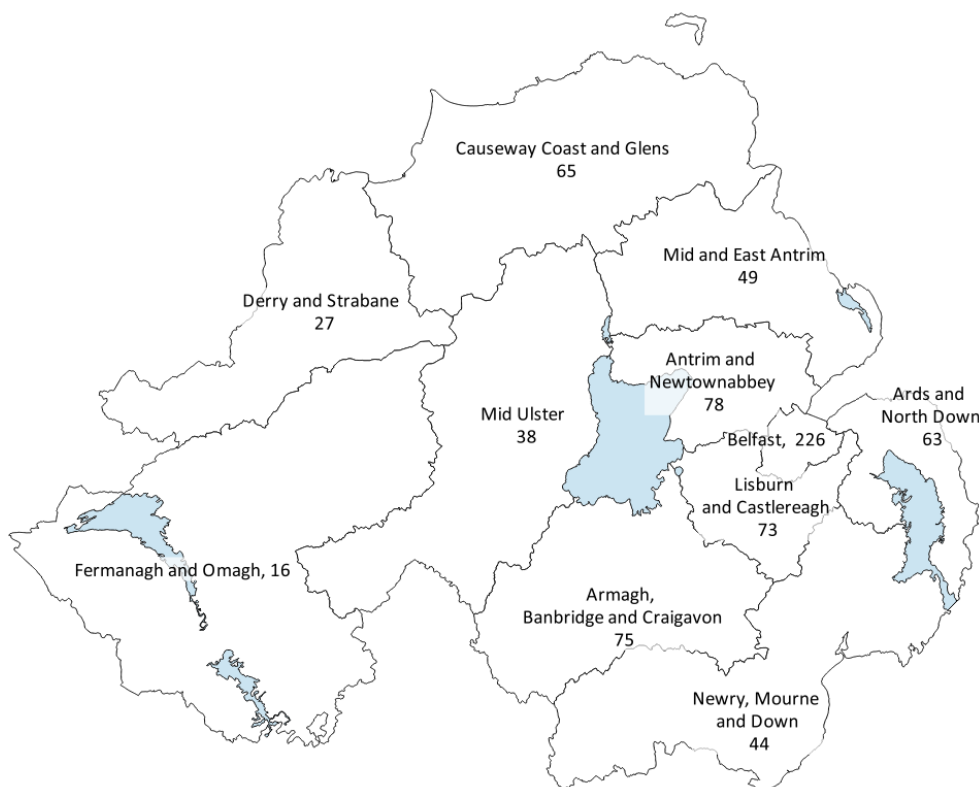 Causeway Coast and Glens
65
Mid and East Antrim
49
Derry and Strabane
27
Antrim and
Newtownabbey
78
Ards and
North Down
63
Mid Ulster
38
Belfast, 226
Lisburn
and Castlereagh
73
Fermanagh and Omagh, 16
Armagh,
Banbridge and Craigavon
75
Newry, Mourne
and Down
44